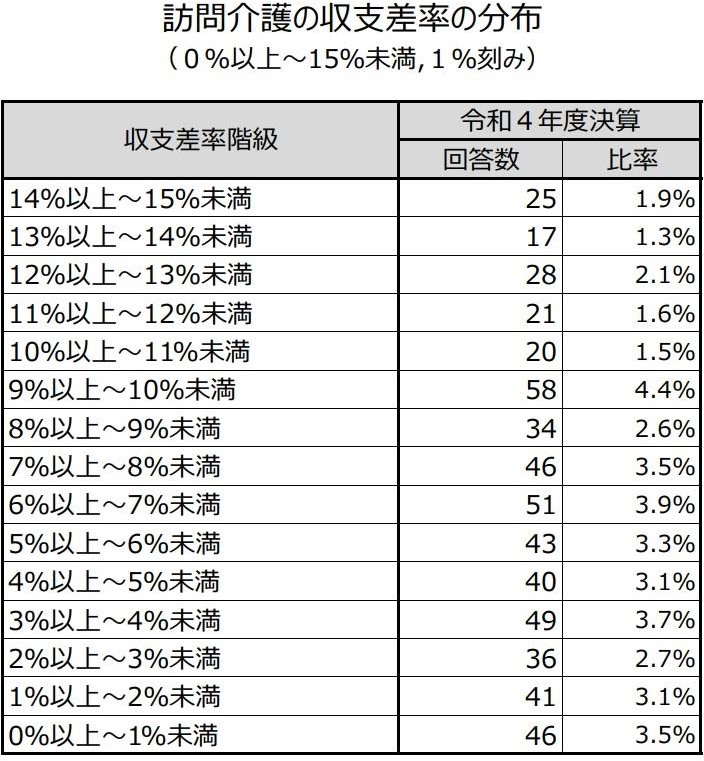 訪問介護の収支差率の分布
（０%以上～15%未満,１%刻み）
収支差率階級 令和４年度決算
回答数 比率
14%以上～15%未満 25 1.9%
13%以上～14%未満 17 1.3%
12%以上～13%未満 28 2.1%
11%以上～12%未満 21 1.6%
10%以上～11%未満 20 1.5%
9%以上～10%未満 58 4.4%
8%以上～9%未満 34 2.6%
7%以上～8%未満 46 3.5%
6%以上～7%未満 51 3.9%
5%以上～6%未満 43 3.3%
4%以上～5%未満 40 3.1%
3%以上～4%未満 49 3.7%
2%以上～3%未満 36 2.7%
1%以上～2%未満 41 3.1%
0%以上～1%未満 46 3.5%